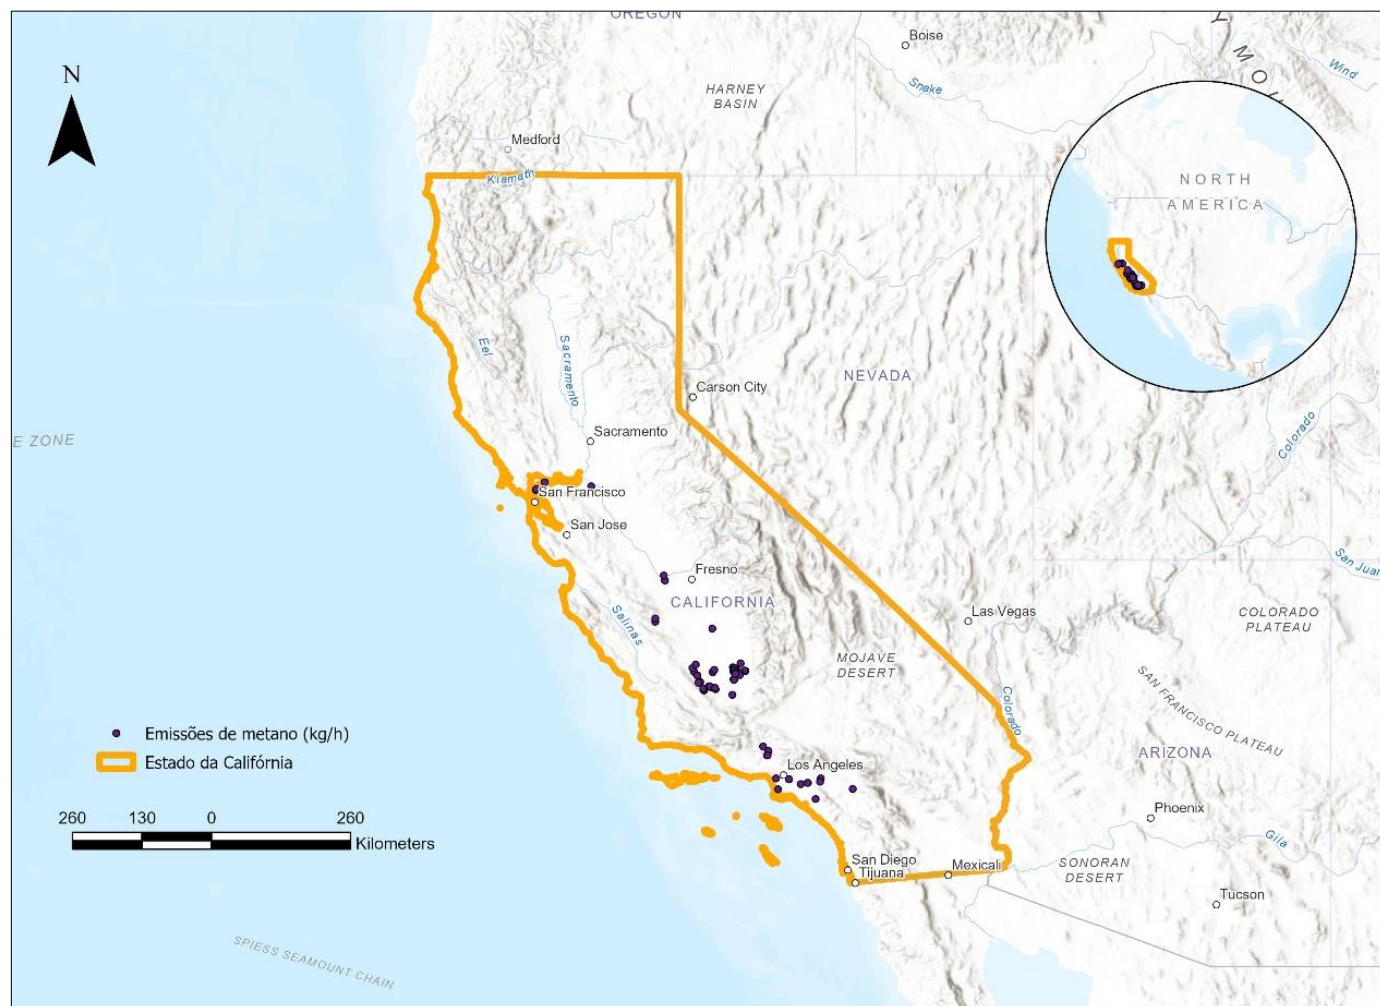 OREGON
Boise
Y MOU
Wind
Snake
HARNEY
BASIN
N
Medford
Klamath
NORTH
AMERICA
Eel
Sacramento
NEVADA
Carson City
Colorado
Sacramento
E ZONE
San Francisco
San Jose
San Juan
Fresno
CALIFORNIA
Salinas
Las Vegas
COLORADO
PLATEAU
MOJAVE
DESERT
SAN FRANCISCO PLATEAU
Colorado
Emissões de metano (kg/h)
Estado da Califórnia
ARIZONA
Los Angeles
Phoenix
260 130 0 260
Kilometers
Gila
San Diego
Tijuana
Mexicali
SONORAN
DESERT
Tucson
SPIESS SEAMOUNT CHAIN